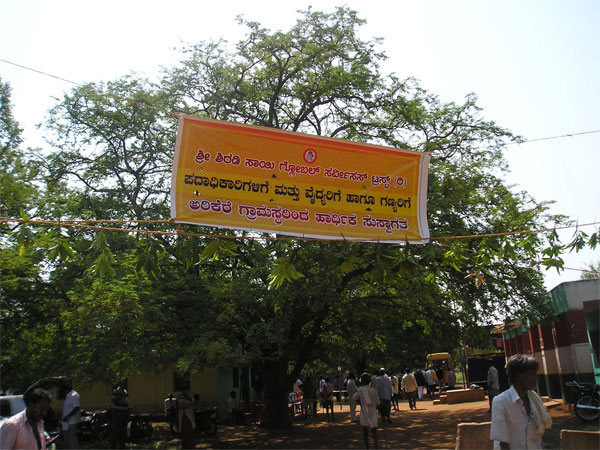 ಶ್ರೀ ಶಿರಡಿ ಸಾಯಿ ಗ್ಲೋಬಲ್ ಸರ್ವೀಸಸ್ ಟ್ರಸ್ಟ್ (ರಿ)
ಪದಾಧಿಕಾರಿಗಳಿಗೆ ಮತ್ತು ವೈದ್ಯರಿಗೆ ಹಾಗೂ ಗಣ್ಯರಿಗೆ
ಅರಿಕೆರೆ ಗ್ರಾಮಸ್ಥರಿಂದ ಹಾರ್ಧಿಕ ಸುಸ್ವಾಗತ